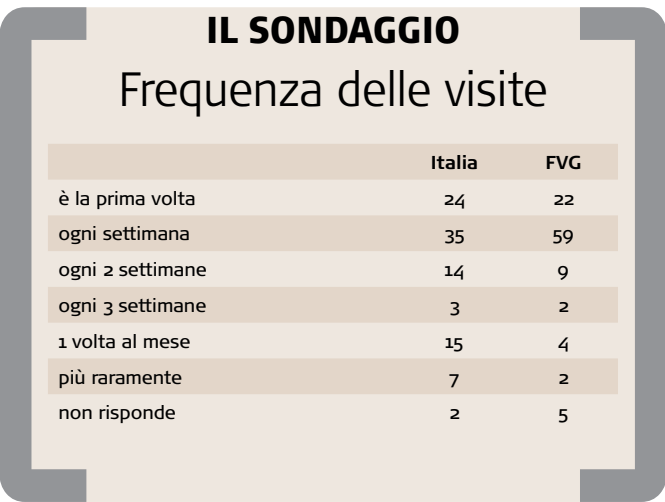 IL SONDAGGIO
Frequenza delle visite
Italia FVG
è la prima volta 24 22
ogni settimana 35 59
ogni 2 settimane 14 9
ogni 3 settimane 3 2
1 volta al mese 15 4
più raramente 7 2
non risponde 2 5